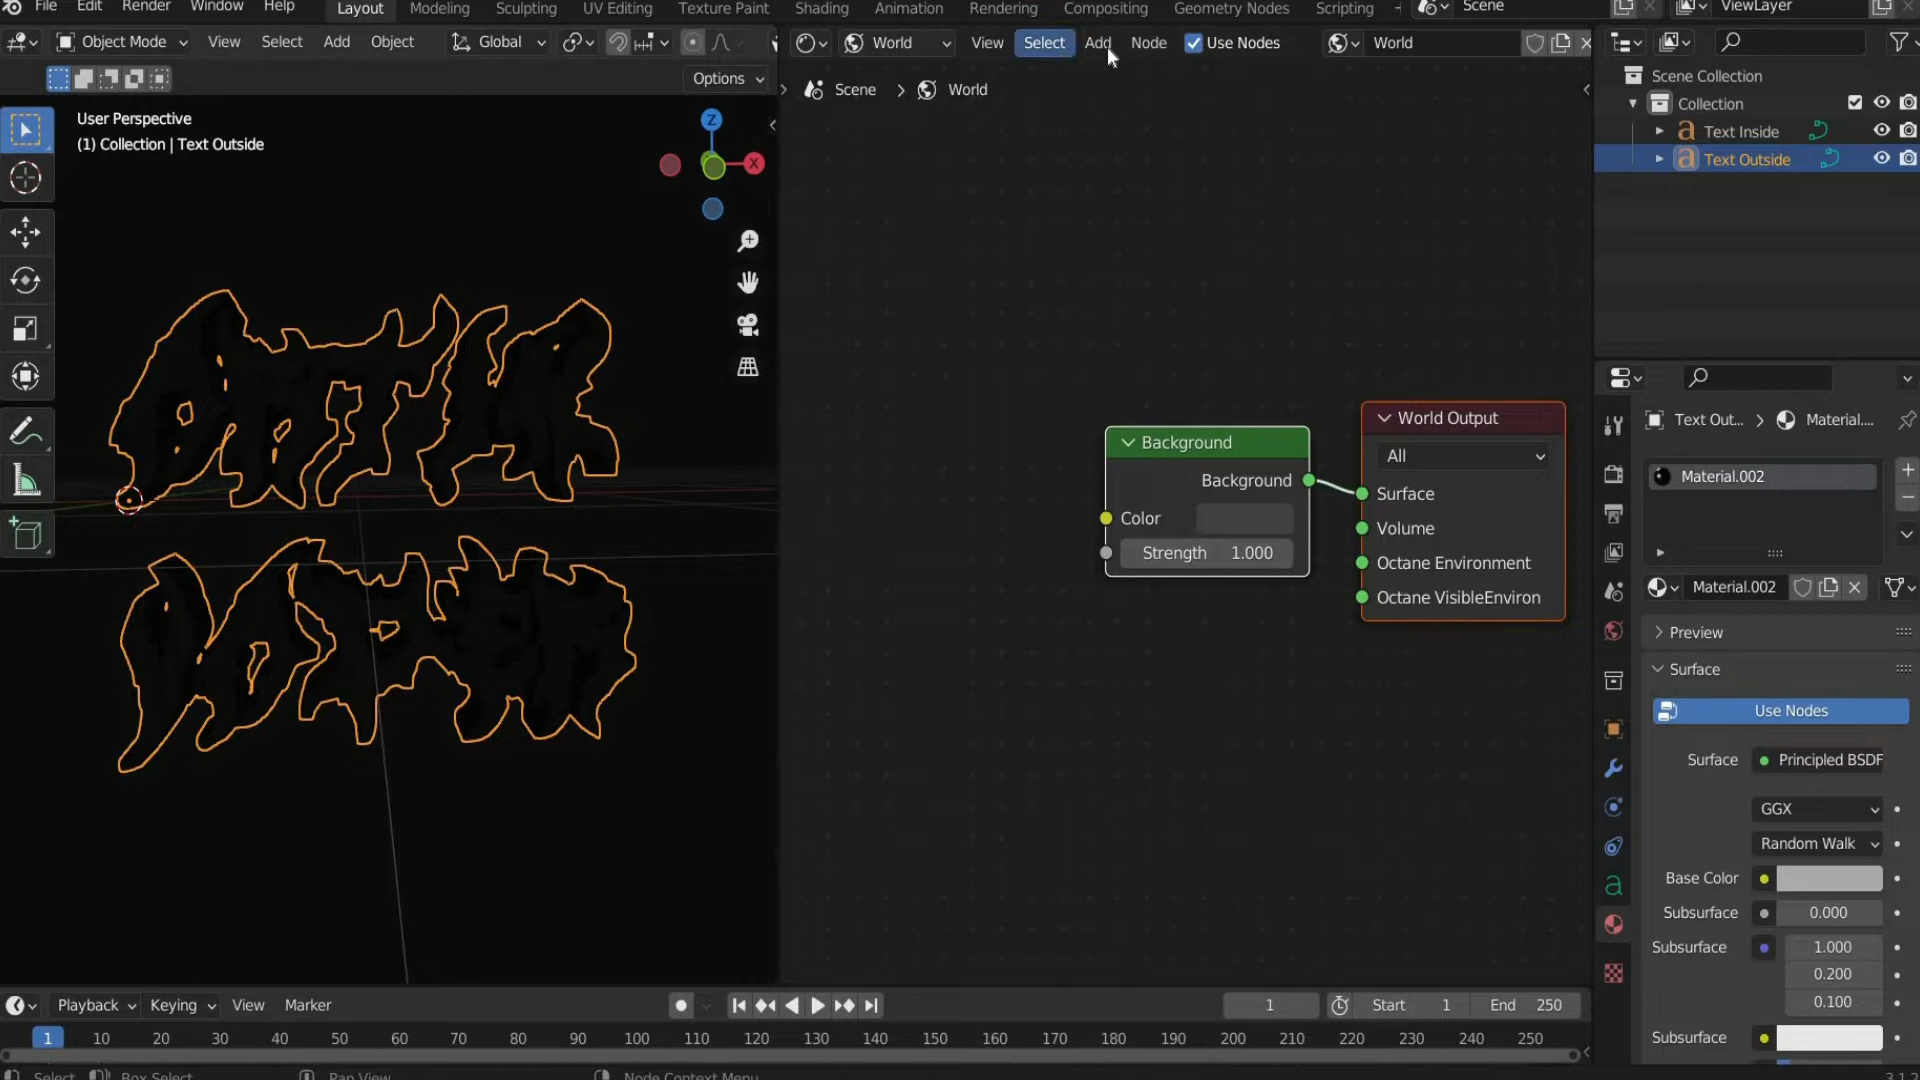 File Edit Render Window Help Layout Modeling Sculpting UV Editing Texture Paint Shading Animation Rendering Compositing Geometry Nodes Scripting Scene ViewLayer
Object Mode View Select Add Object Global World View Select Add Node Use Nodes World
Options
Scene > World
Scene Collection
Collection
Text Inside
Text Outside
User Perspective
(1) Collection | Text Outside
Z
X
Background
Background
Color
Strength 1.000
World Output
All
Surface
Volume
Octane Environment
Octane VisibleEnviron
Text Out... > Material....
Material.002
Material.002
Preview
Surface
Use Nodes
Surface Principled BSDF
GGX
Random Walk
Base Color
Subsurface 0.000
Subsurface 1.000
0.200
0.100
Subsurface
Playback Keying View Marker 1 Start 1 End 250
1 10 20 30 40 50 60 70 80 90 100 110 120 130 140 150 160 170 180 190 200 210 220 230 240 250
Select Box Select Pan View Node Context Menu 3.1.2